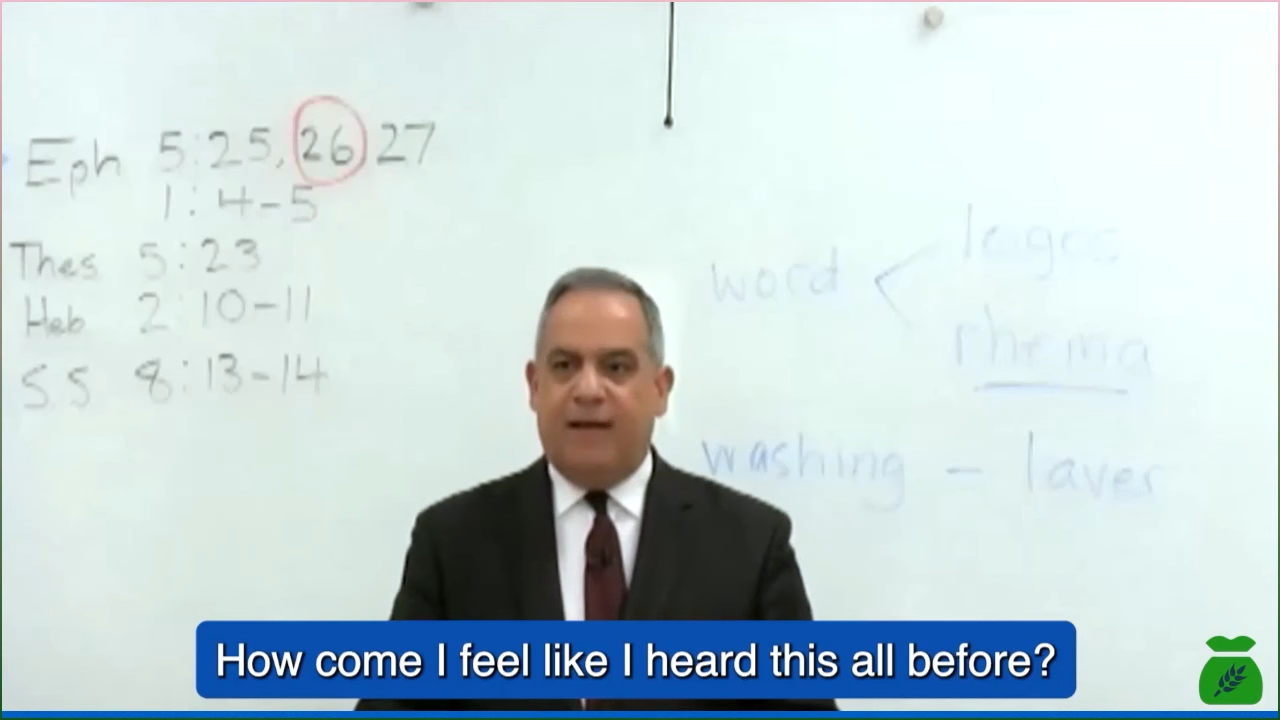 Eph 5:25, 26 27
1:4-5
Thes 5:23
Heb 2:10-11
SS 8:13-14
word < logos
rhema
washing - laver
How come I feel like I heard this all before?